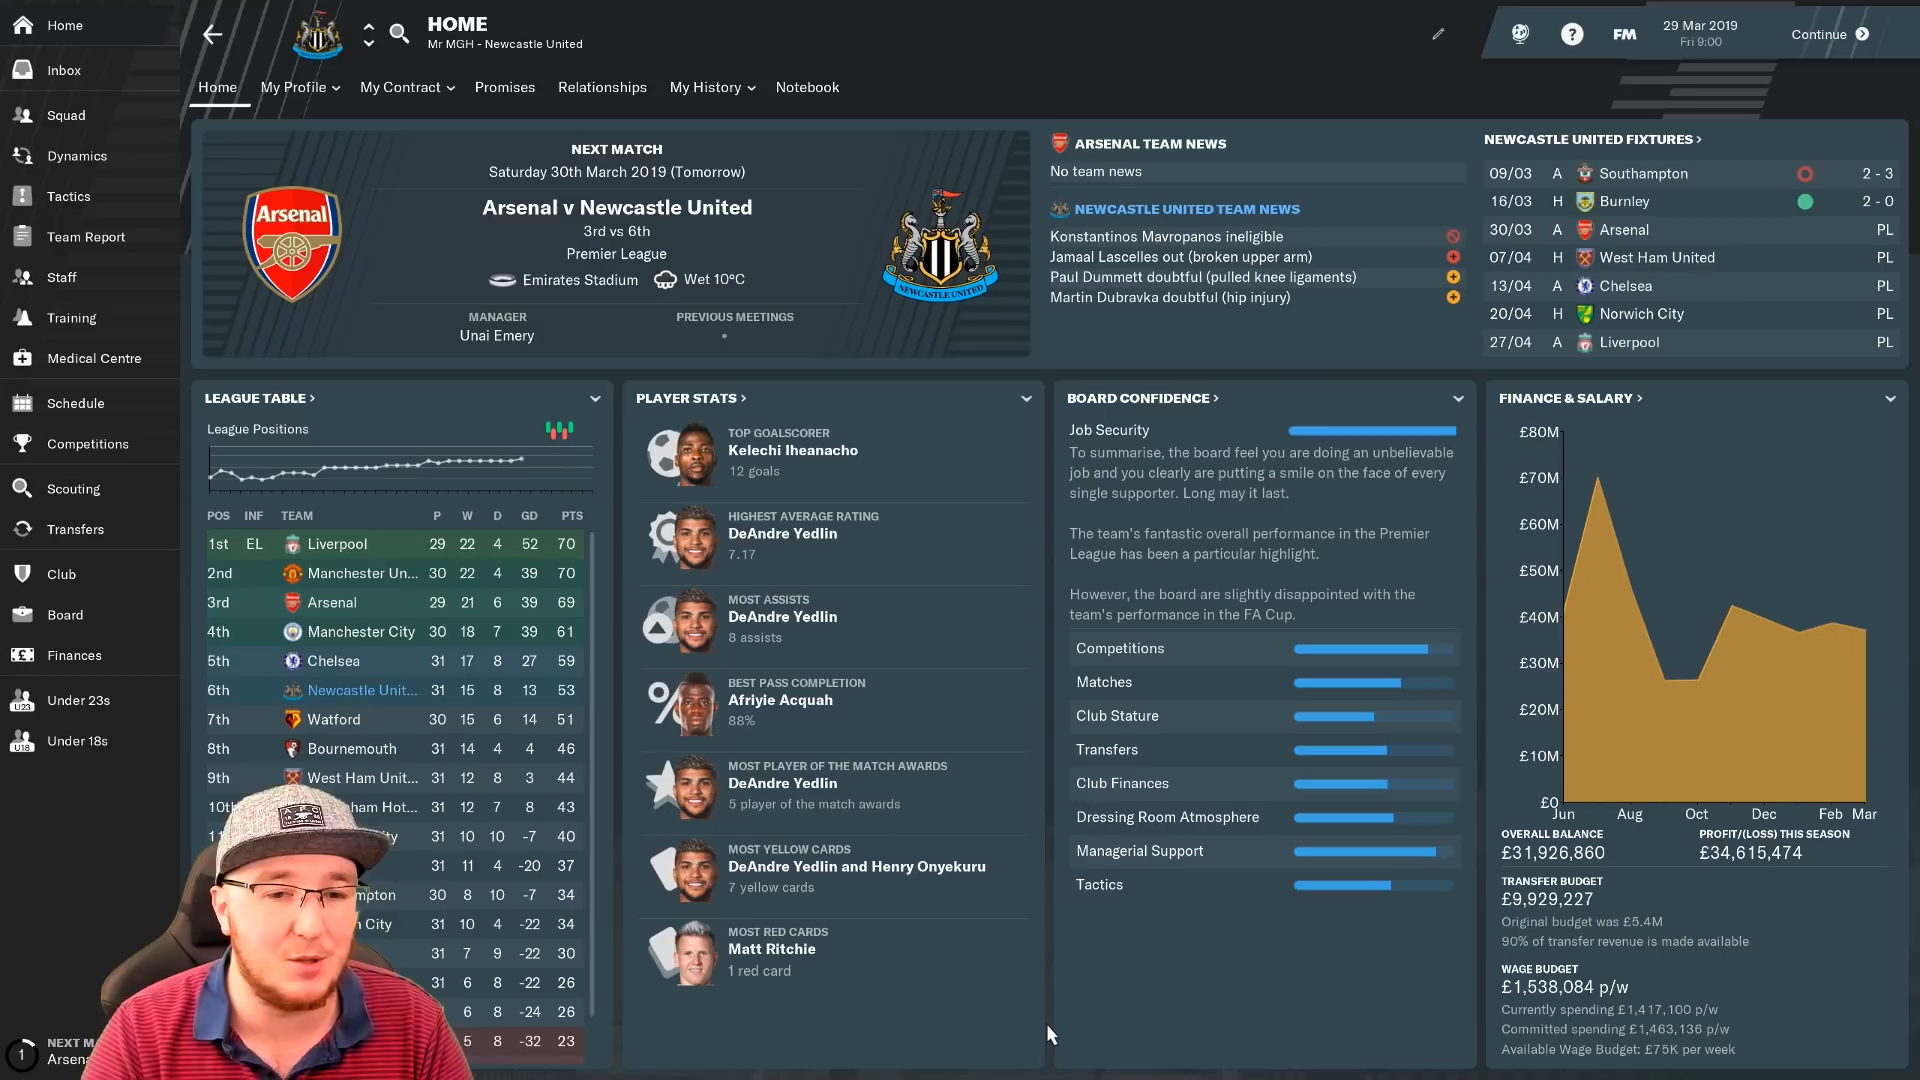 Home
Inbox
Squad
Dynamics
Tactics
Team Report
Staff
Training
Medical Centre
Schedule
Competitions
Scouting
Transfers
Club
Board
Finances
U23 Under 23s
U18 Under 18s
1 NEXT M
Arsena
HOME
Mr MGH - Newcastle United
FM
29 Mar 2019
Fri 9:00
Continue
Home My Profile My Contract Promises Relationships My History Notebook
NEXT MATCH
Saturday 30th March 2019 (Tomorrow)
Arsenal v Newcastle United
3rd vs 6th
Premier League
Emirates Stadium Wet 10°C
MANAGER PREVIOUS MEETINGS
Unai Emery
Arsenal
NEWCASTLE UNITED
ARSENAL TEAM NEWS
No team news
NEWCASTLE UNITED TEAM NEWS
Konstantinos Mavropanos ineligible
Jamaal Lascelles out (broken upper arm)
Paul Dummett doubtful (pulled knee ligaments)
Martin Dubravka doubtful (hip injury)
NEWCASTLE UNITED FIXTURES >
09/03 A Southampton 2 - 3
16/03 H Burnley 2 - 0
30/03 A Arsenal PL
07/04 H West Ham United PL
13/04 A Chelsea PL
20/04 H Norwich City PL
27/04 A Liverpool PL
LEAGUE TABLE >
League Positions
POS INF TEAM P W D GD PTS
1st EL Liverpool 29 22 4 52 70
2nd Manchester Un... 30 22 4 39 70
3rd Arsenal 29 21 6 39 69
4th Manchester City 30 18 7 39 61
5th Chelsea 31 17 8 27 59
6th Newcastle Unit... 31 15 8 13 53
7th Watford 30 15 6 14 51
8th Bournemouth 31 14 4 4 46
9th West Ham Unit... 31 12 8 3 44
10th ham Hot... 31 12 7 8 43
11 ity 31 10 10 -7 40
31 11 4 -20 37
mpton 30 8 10 -7 34
n City 31 10 4 -22 34
31 7 9 -22 30
31 6 8 -22 26
6 8 -24 26
5 8 -32 23
PLAYER STATS >
TOP GOALSCORER
Kelechi Iheanacho
12 goals
HIGHEST AVERAGE RATING
DeAndre Yedlin
7.17
MOST ASSISTS
DeAndre Yedlin
8 assists
BEST PASS COMPLETION
Afriyie Acquah
88%
MOST PLAYER OF THE MATCH AWARDS
DeAndre Yedlin
5 player of the match awards
MOST YELLOW CARDS
DeAndre Yedlin and Henry Onyekuru
7 yellow cards
MOST RED CARDS
Matt Ritchie
1 red card
BOARD CONFIDENCE >
Job Security
To summarise, the board feel you are doing an unbelievable
job and you clearly are putting a smile on the face of every
single supporter. Long may it last.
The team's fantastic overall performance in the Premier
League has been a particular highlight.
However, the board are slightly disappointed with the
team's performance in the FA Cup.
Competitions
Matches
Club Stature
Transfers
Club Finances
Dressing Room Atmosphere
Managerial Support
Tactics
FINANCE & SALARY >
£80M
£70M
£60M
£50M
£40M
£30M
£20M
£10M
£0
Jun Aug Oct Dec Feb Mar
OVERALL BALANCE PROFIT/(LOSS) THIS SEASON
£31,926,860 £34,615,474
TRANSFER BUDGET
£9,929,227
Original budget was £5.4M
90% of transfer revenue is made available
WAGE BUDGET
£1,538,084 p/w
Currently spending £1,417,100 p/w
Committed spending £1,463,136 p/w
Available Wage Budget: £75K per week